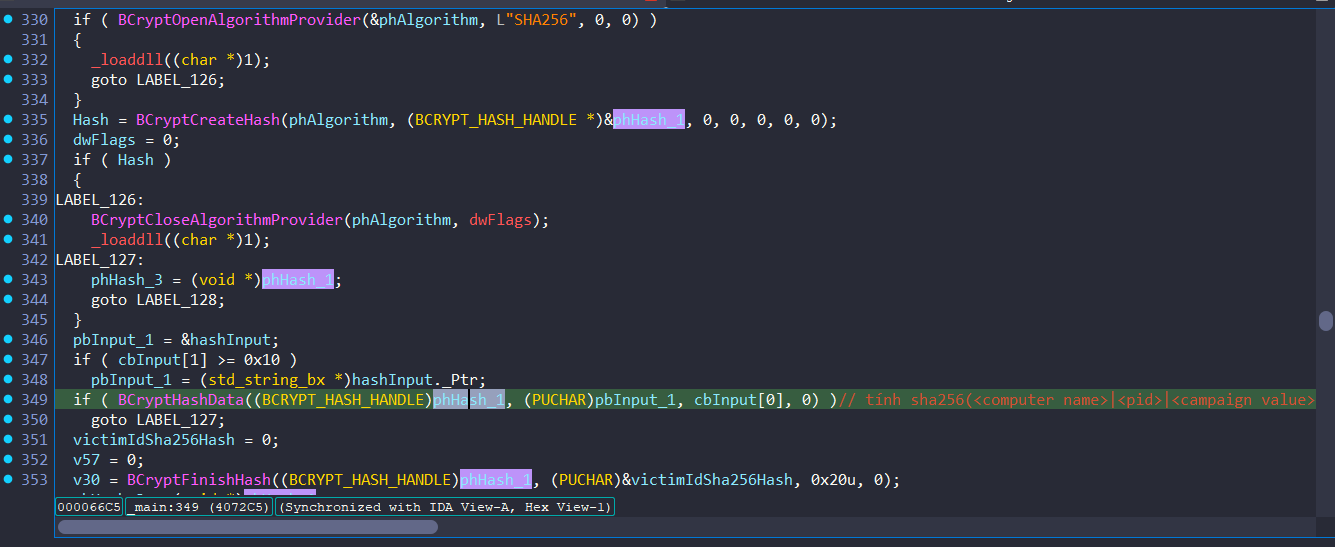 330 if ( BCryptOpenAlgorithmProvider(&phAlgorithm, L"SHA256", 0, 0) )
331 {
332 _loaddll((char *)1);
333 goto LABEL_126;
334 }
335 Hash = BCryptCreateHash(phAlgorithm, (BCRYPT_HASH_HANDLE *)&phHash_1, 0, 0, 0, 0, 0);
336 dwFlags = 0;
337 if ( Hash )
338 {
339 LABEL_126:
340 BCryptCloseAlgorithmProvider(phAlgorithm, dwFlags);
341 _loaddll((char *)1);
342 LABEL_127:
343 phHash_3 = (void *)phHash_1;
344 goto LABEL_128;
345 }
346 pbInput_1 = &hashInput;
347 if ( cbInput[1] >= 0x10 )
348 pbInput_1 = (std_string_bx *)hashInput._Ptr;
349 if ( BCryptHashData((BCRYPT_HASH_HANDLE)phHash_1, (PUCHAR)pbInput_1, cbInput[0], 0) )// tính sha256(<computer name>|<pid>|<campaign value>
350 goto LABEL_127;
351 victimIdSha256Hash = 0;
352 v57 = 0;
353 v30 = BCryptFinishHash((BCRYPT_HASH_HANDLE)phHash_1, (PUCHAR)&victimIdSha256Hash, 0x20u, 0);
000066C5 _main:349 (4072C5) (Synchronized with IDA View-A, Hex View-1)